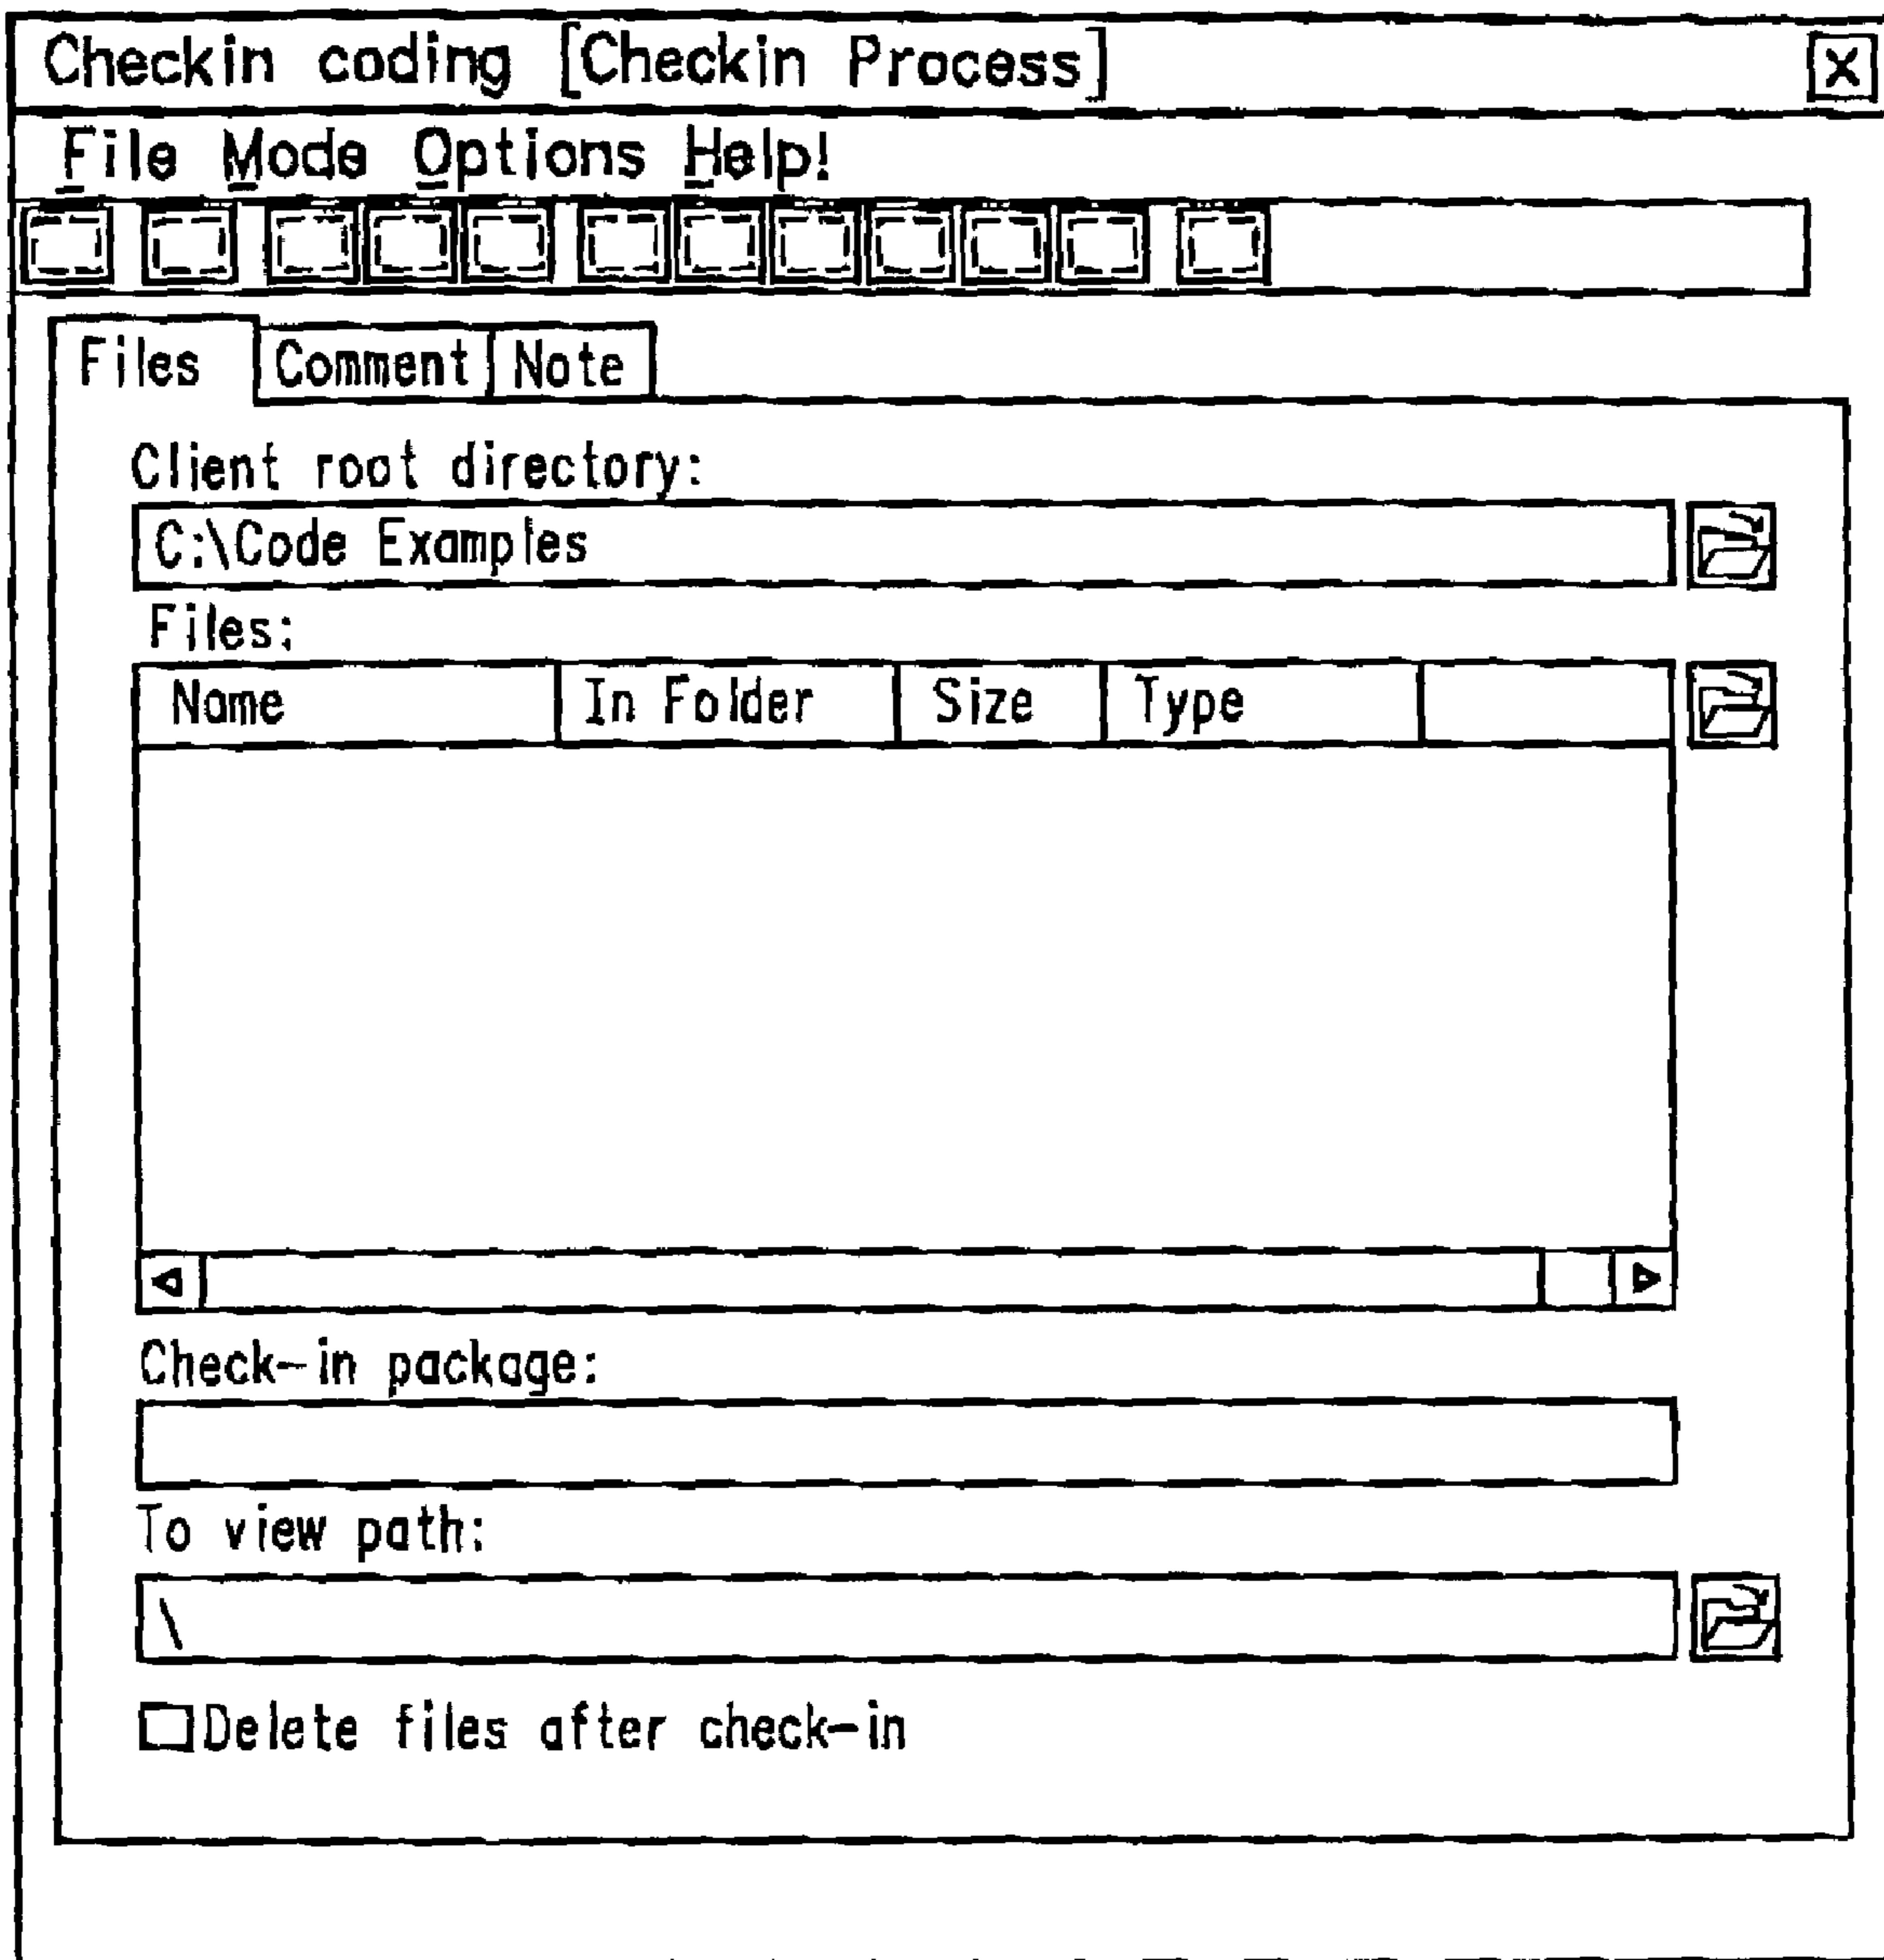 Checkin coding [Checkin Process] X
File Mode Options Help!
Files Comment Note
Client root directory:
C:\Code Examples
Files:
Name In Folder Size Type
Check-in package:
To view path:
\
Delete files after check-in